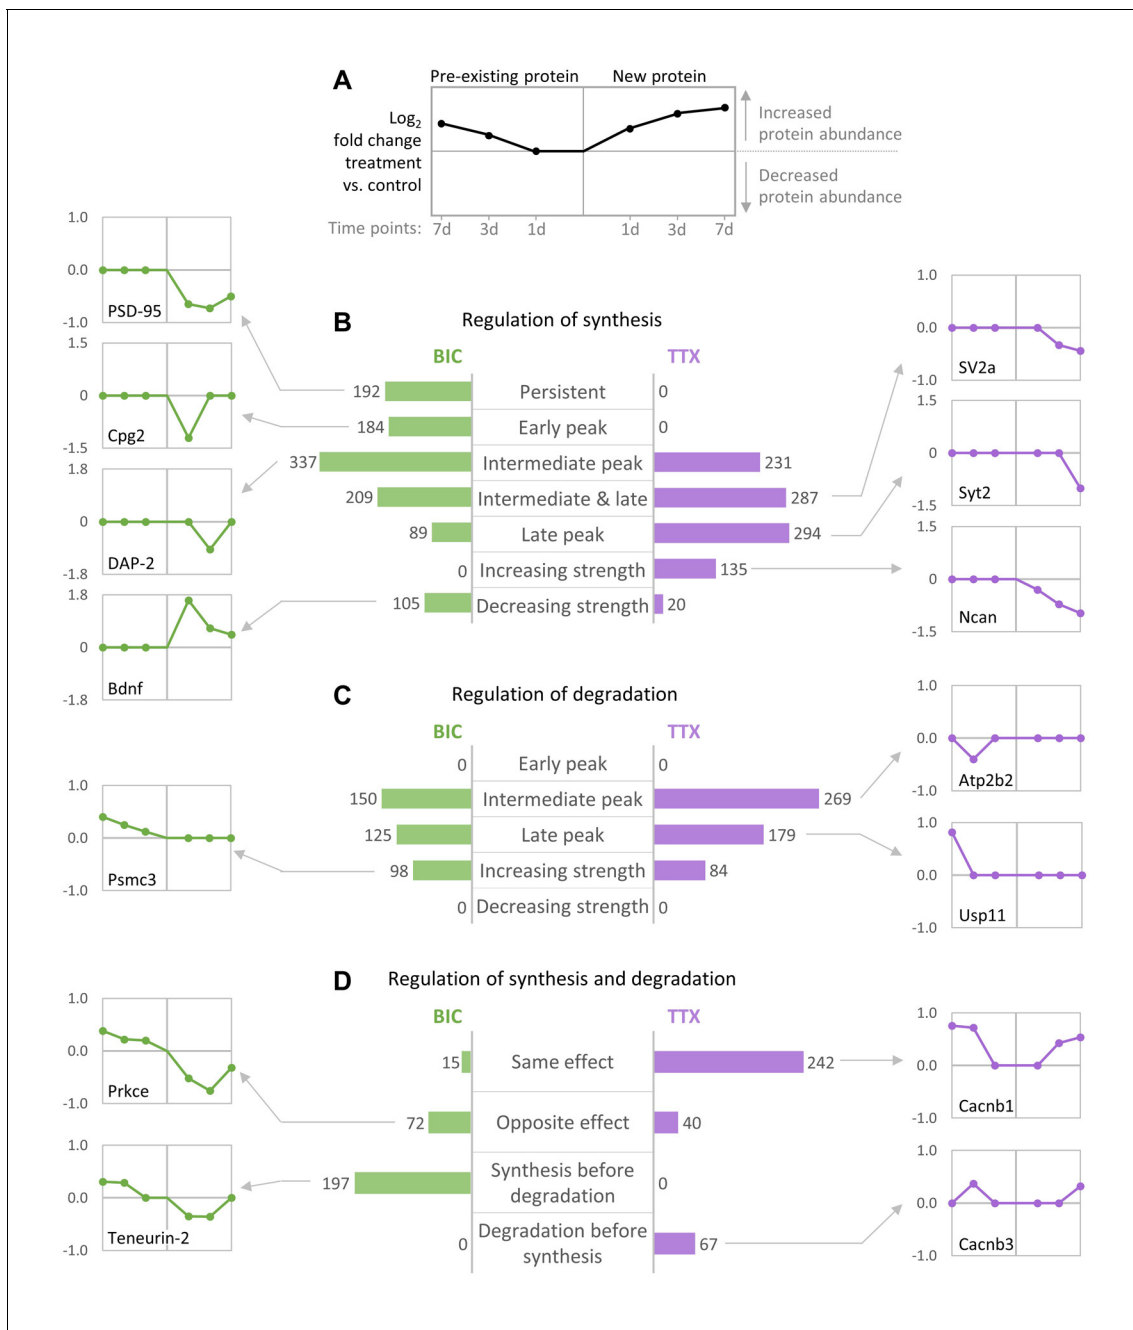 A
Pre-existing protein
New protein
Log2
fold change
treatment
vs. control
Increased
protein abundance
Decreased
protein abundance
Time points:
7d
3d
1d
1d
3d
7d
1.0
0.0
-1.0
PSD-95
1.5
0
-1.5
Cpg2
1.8
0
-1.8
DAP-2
1.8
0
-1.8
Bdnf
B
Regulation of synthesis
BIC
TTX
192
Persistent
0
184
Early peak
0
337
Intermediate peak
231
209
Intermediate & late
287
89
Late peak
294
0
Increasing strength
135
105
Decreasing strength
20
1.0
0.0
-1.0
SV2a
1.5
0
-1.5
Syt2
1.5
0
-1.5
Ncan
C
Regulation of degradation
BIC
TTX
0
Early peak
0
150
Intermediate peak
269
125
Late peak
179
98
Increasing strength
84
0
Decreasing strength
0
1.0
0.0
-1.0
Psmc3
1.0
0.0
-1.0
Atp2b2
1.0
0.0
-1.0
Usp11
D
Regulation of synthesis and degradation
BIC
TTX
15
Same effect
242
72
Opposite effect
40
197
Synthesis before
degradation
0
0
Degradation before
synthesis
67
1.0
0.0
-1.0
Prkce
1.0
0.0
-1.0
Teneurin-2
1.0
0.0
-1.0
Cacnb1
1.0
0.0
-1.0
Cacnb3